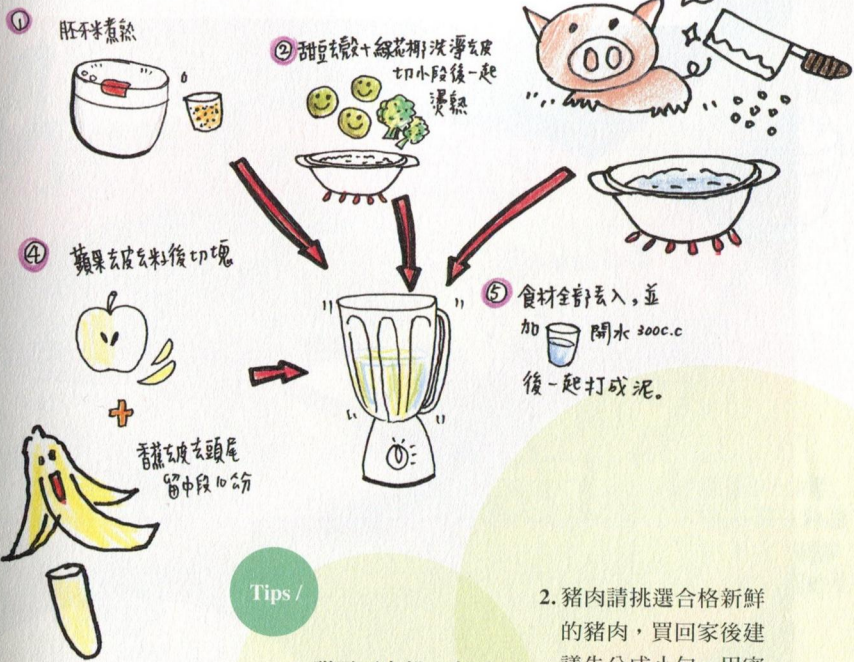 ①
胚芽米煮熟
② 甜豆去殼+綠花椰洗淨去皮
切小段後一起
燙熟
④ 蘋果去皮去籽後切塊
⑤ 食材全部丟入，並
加 開水 300c.c
後一起打成泥。
香蕉去皮去頭尾
留中段10公分
Tips /
2. 豬肉請挑選合格新鮮
的豬肉，買回家後建